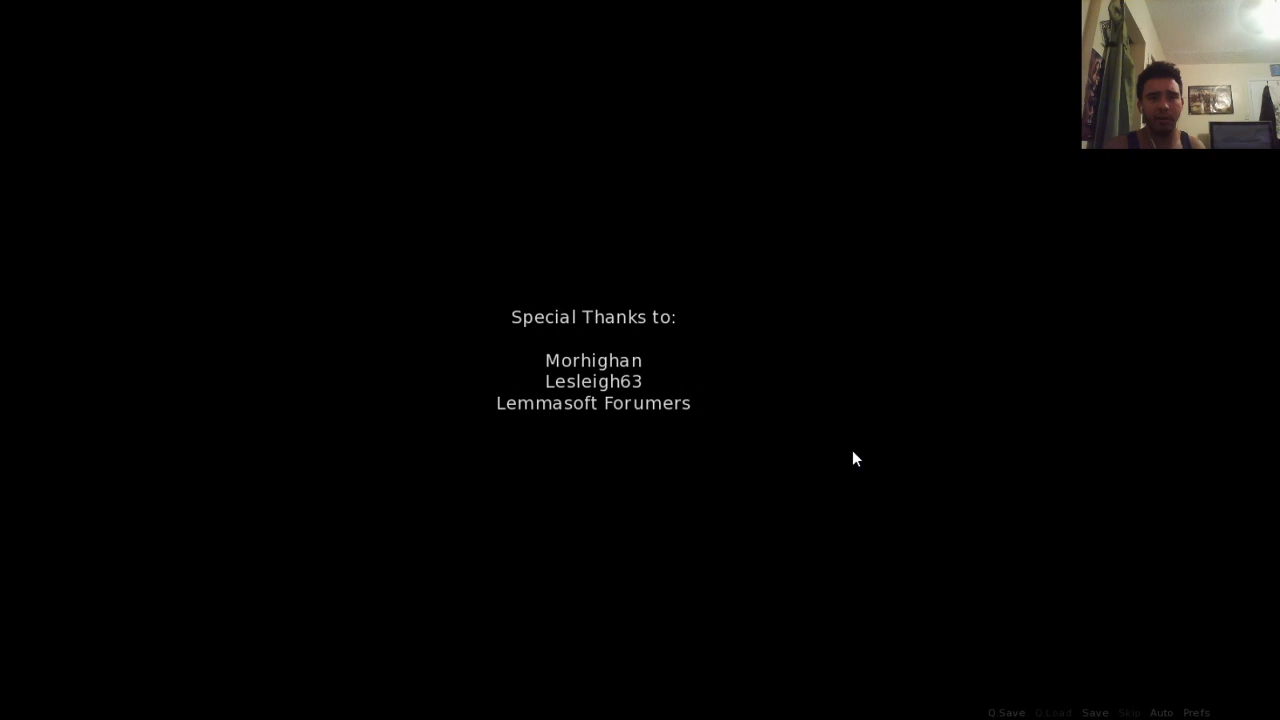 Special Thanks to:
Morhighan
Lesleigh63
Lemmasoft Forumers
Q Save Q Load Save Skip Auto Prefs